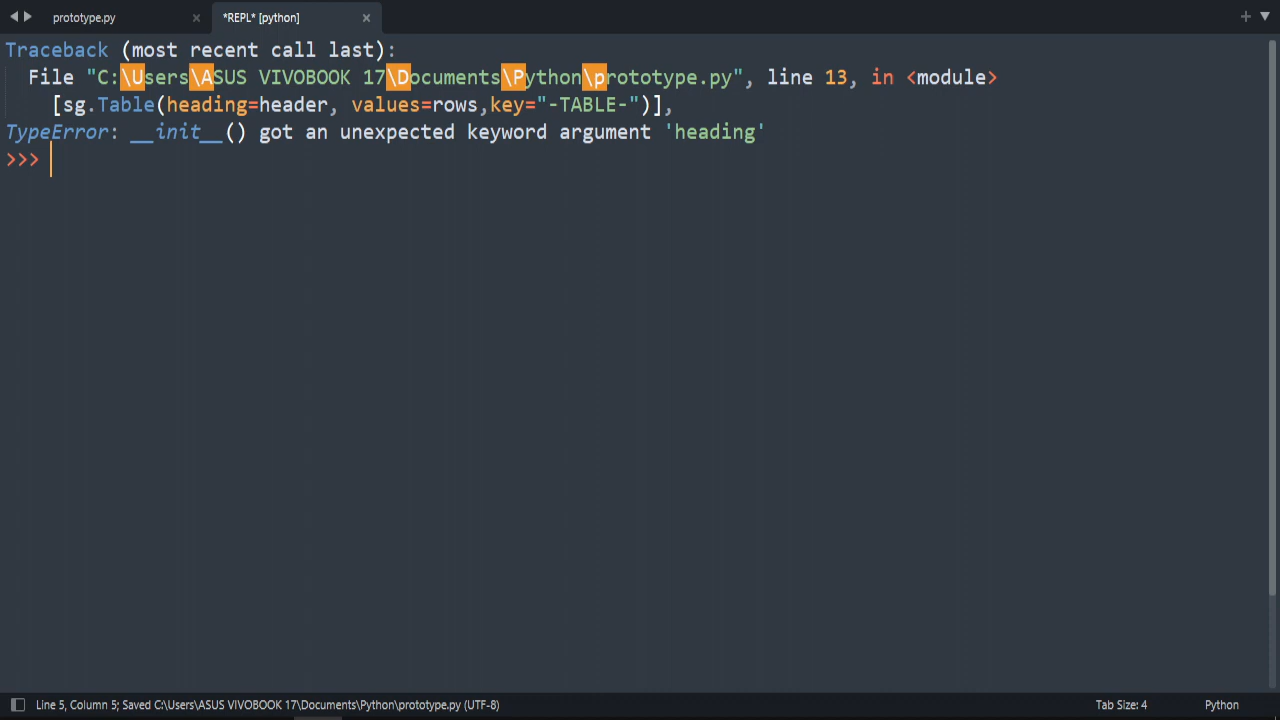 prototype.py
*REPL* [python]
Traceback (most recent call last):
File "C:\Users\ASUS VIVOBOOK 17\Documents\Python\prototype.py", line 13, in <module>
[sg.Table(heading=header, values=rows,key="-TABLE-")],
TypeError: __init__() got an unexpected keyword argument 'heading'
>>>
Line 5, Column 5; Saved C:\Users\ASUS VIVOBOOK 17\Documents\Python\prototype.py (UTF-8)
Tab Size: 4
Python